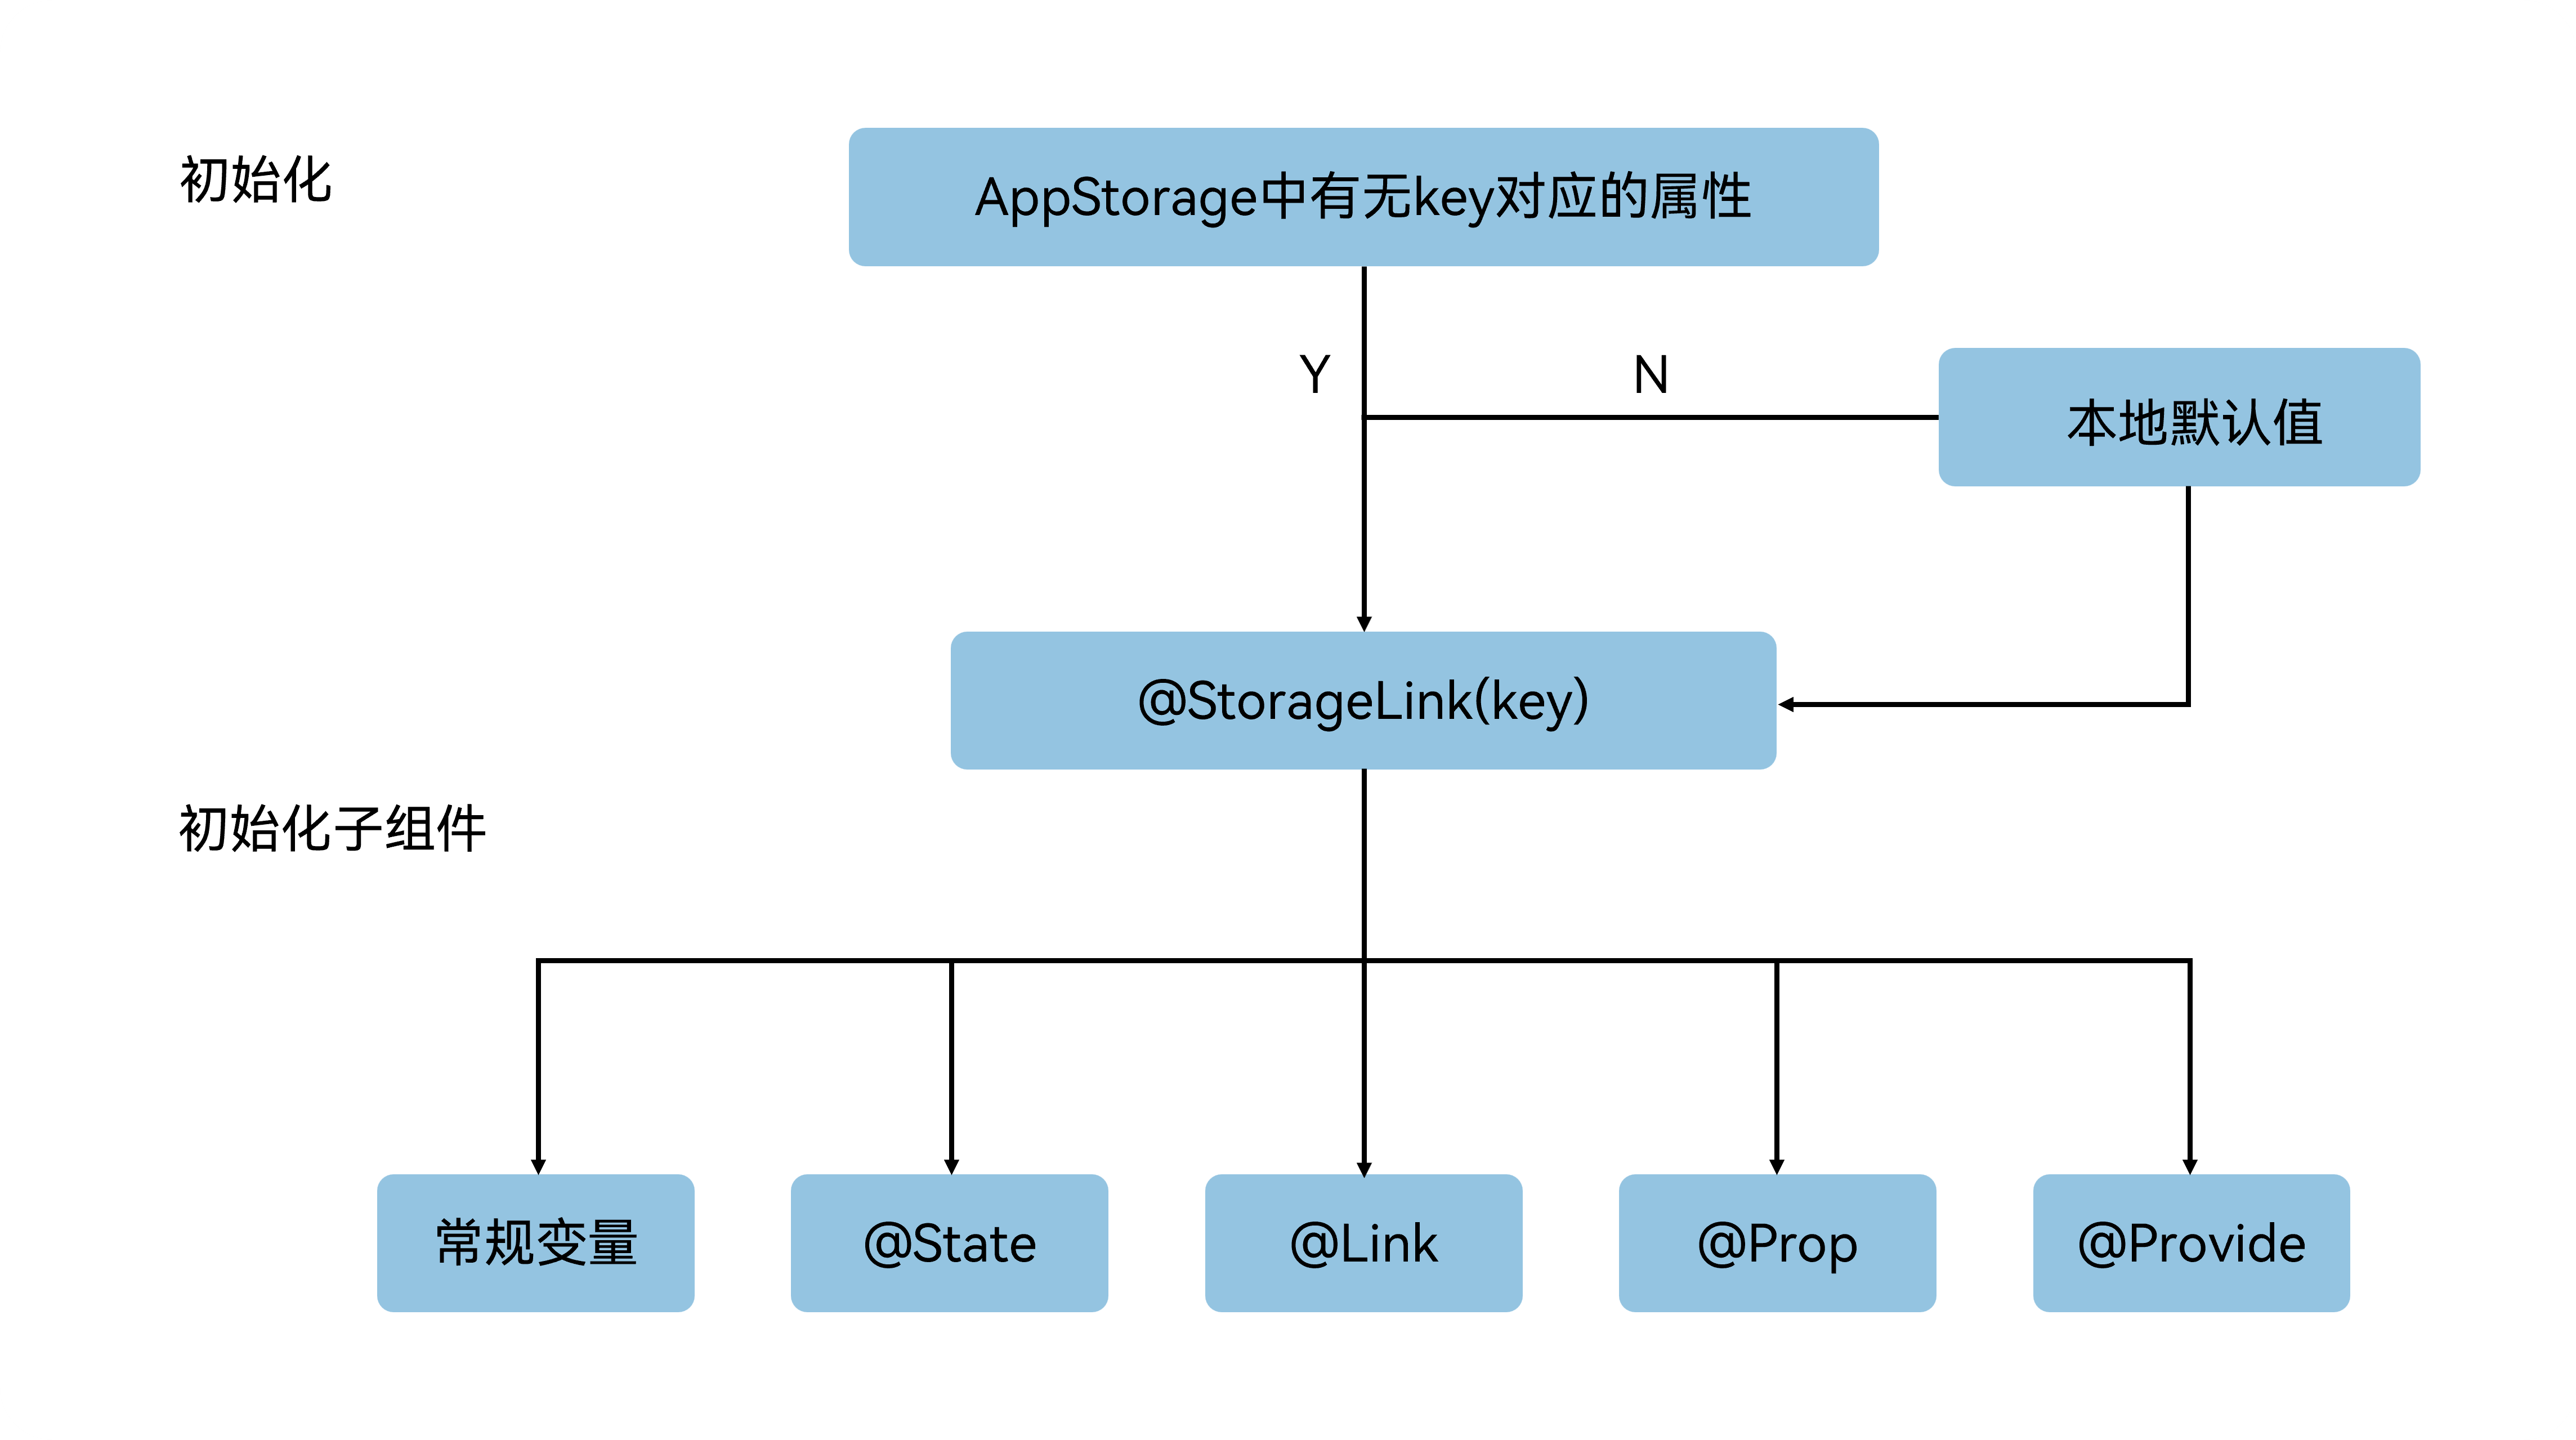 初始化
AppStorage中有无key对应的属性
Y
N
本地默认值
@StorageLink(key)
初始化子组件
常规变量
@State
@Link
@Prop
@Provide